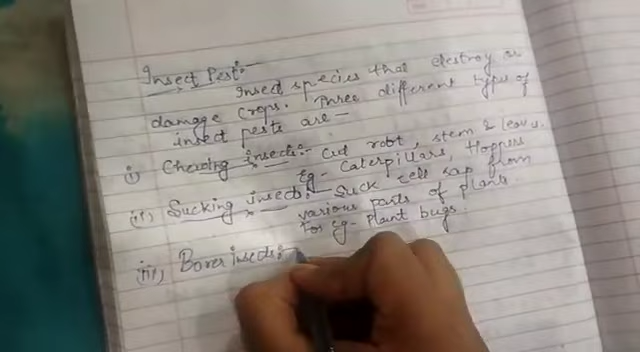 Insect Pest:-
Insect species that destroy or
damage crops. Three different types of
insect pests are -
i) Chewing insects:- Cut root, stem & leaves.
Eg - Caterpillars, Hoppers
(ii) Sucking insects:- Suck cell sap from
various parts of plants
For eg- plant bugs.
(iii) Borer insects:-